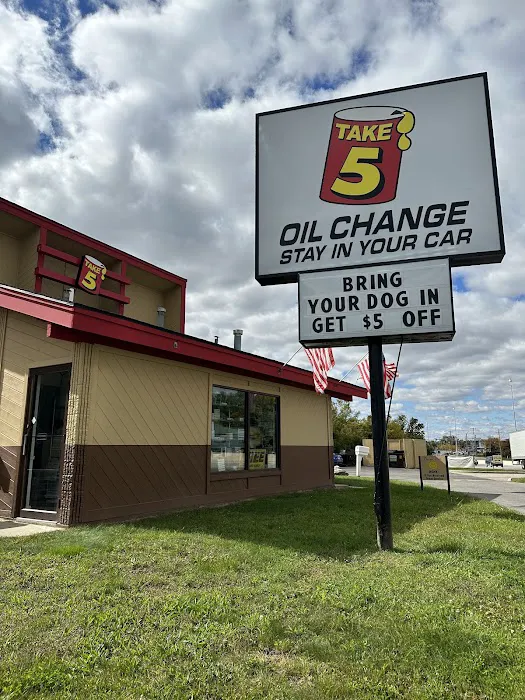 TAKE
5
OIL CHANGE
STAY IN YOUR CAR
BRING
YOUR DOG IN
GET $5 OFF
TAKE
5